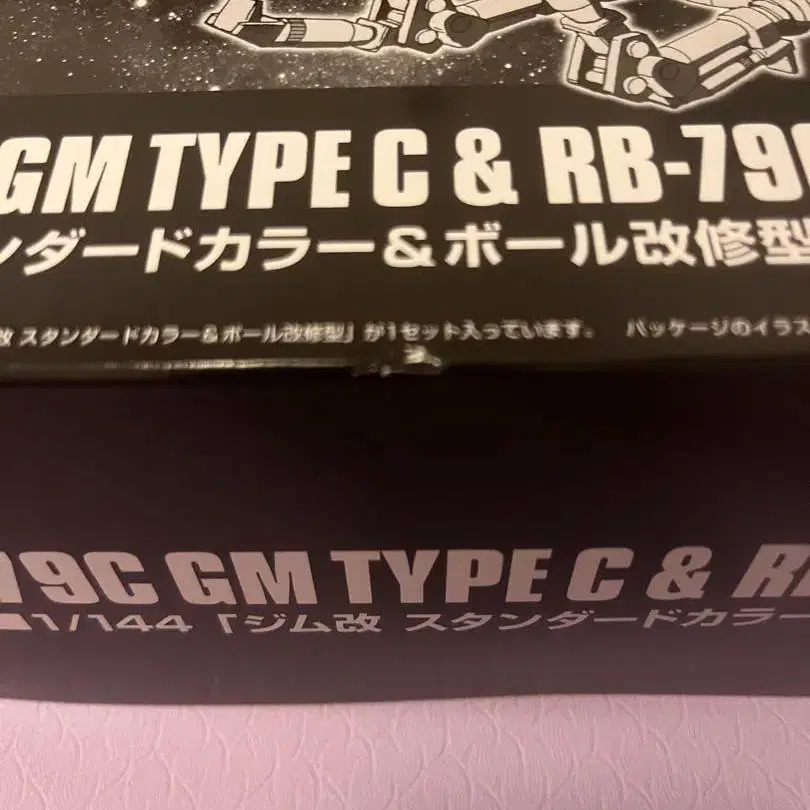 GM TYPE C & RB-79
ンダードカラー&ボール改修型
改 スタンダードカラー&ボール改修型」が1セット入っています。 パッケージのイラス
79C GM TYPE C & R
1/144 「ジム改 スタンダードカラー